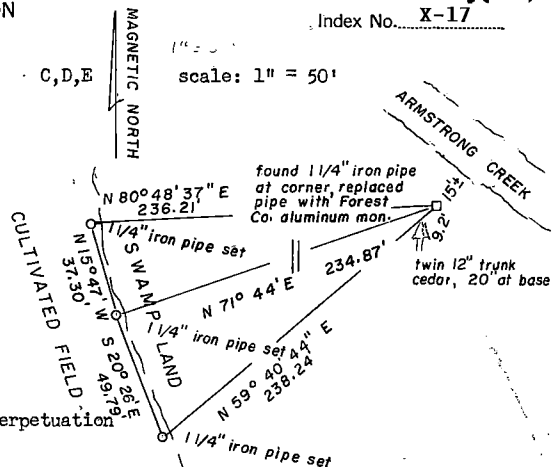 ON
Index No. X-17
MAGNETIC NORTH
C,D,E
scale: 1" = 50'
ARMSTRONG CREEK
found 1 1/4" iron pipe
at corner, replaced
pipe with Forest
Co. aluminum mon.
N 80° 48' 37" E
236.21'
15'±
9.2'
twin 12" trunk
cedar, 20" at base
1 1/4" iron pipe set
CULTIVATED FIELD
SWAMP LAND
N 15° 47' W
37.30'
234.87'
N 71° 44' E
1 1/4" iron pipe set
S 20° 26' E
49.79'
N 59° 40' 44" E
238.24'
erpetuation
1 1/4" iron pipe set